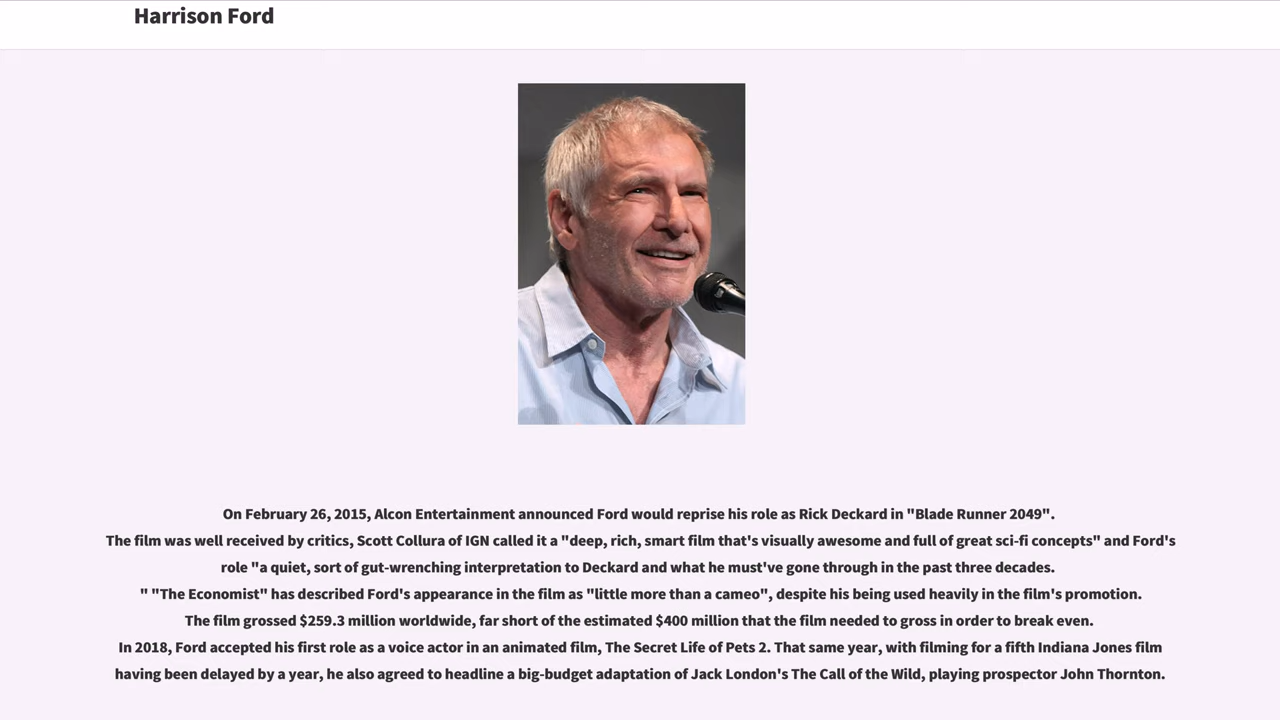 Harrison Ford
On February 26, 2015, Alcon Entertainment announced Ford would reprise his role as Rick Deckard in "Blade Runner 2049".
The film was well received by critics, Scott Collura of IGN called it a "deep, rich, smart film that's visually awesome and full of great sci-fi concepts" and Ford's
role "a quiet, sort of gut-wrenching interpretation to Deckard and what he must've gone through in the past three decades.
" "The Economist" has described Ford's appearance in the film as "little more than a cameo", despite his being used heavily in the film's promotion.
The film grossed $259.3 million worldwide, far short of the estimated $400 million that the film needed to gross in order to break even.
In 2018, Ford accepted his first role as a voice actor in an animated film, The Secret Life of Pets 2. That same year, with filming for a fifth Indiana Jones film
having been delayed by a year, he also agreed to headline a big-budget adaptation of Jack London's The Call of the Wild, playing prospector John Thornton.